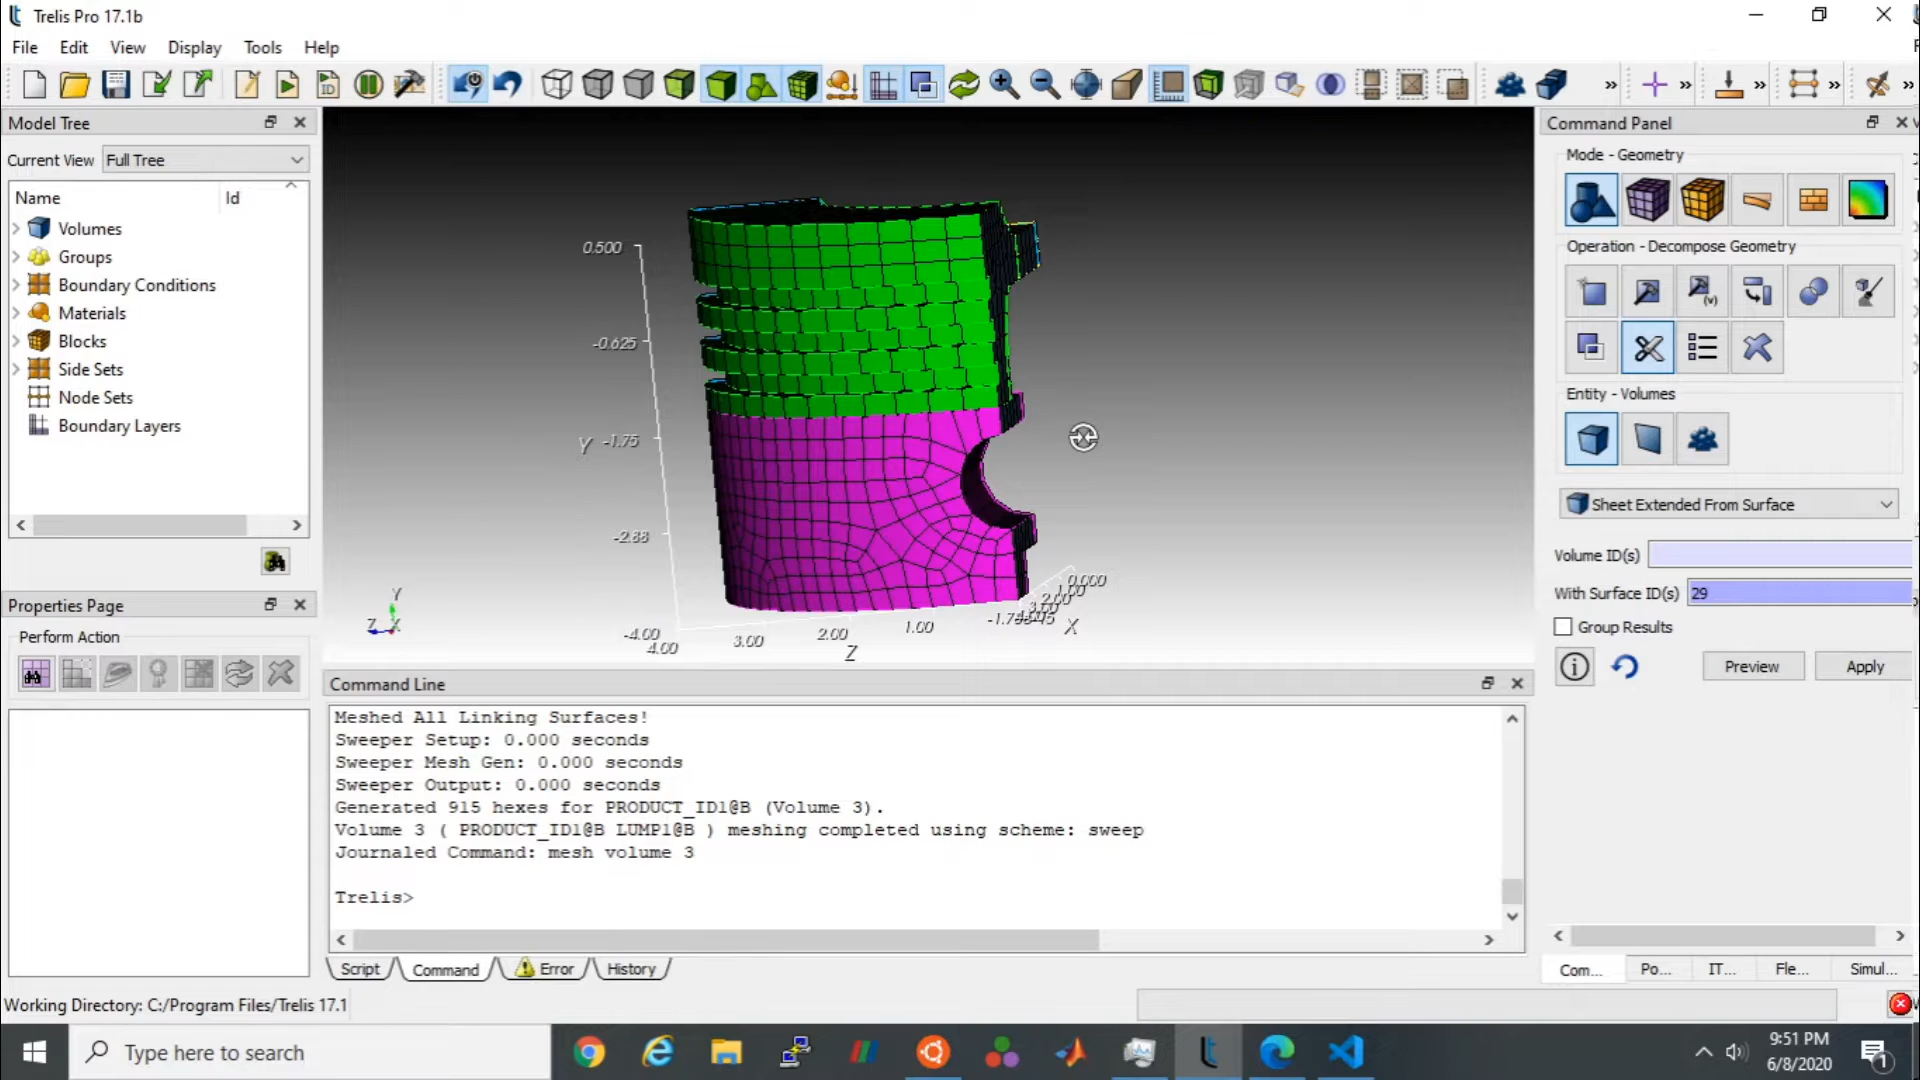 Trelis Pro 17.1b
File Edit View Display Tools Help
Model Tree
Current View Full Tree
Name Id
Volumes
Groups
Boundary Conditions
Materials
Blocks
Side Sets
Node Sets
Boundary Layers
Properties Page
Perform Action
0.500
-0.625
Y -1.75
-2.88
-4.00
4.00
3.00
2.00
1.00
Z
0.000
1.00
2.00
X
Y
Z X
Command Line
Meshed All Linking Surfaces!
Sweeper Setup: 0.000 seconds
Sweeper Mesh Gen: 0.000 seconds
Sweeper Output: 0.000 seconds
Generated 915 hexes for PRODUCT_ID1@B (Volume 3).
Volume 3 ( PRODUCT_ID1@B LUMP1@B ) meshing completed using scheme: sweep
Journaled Command: mesh volume 3
Trelis>
Script Command Error History
Command Panel
Mode - Geometry
Operation - Decompose Geometry
(v)
Entity - Volumes
Sheet Extended From Surface
Volume ID(s)
With Surface ID(s) 29
Group Results
Preview Apply
Com... Po... IT... Fle... Simul...
Working Directory: C:/Program Files/Trelis 17.1
Type here to search
9:51 PM
6/8/2020
1